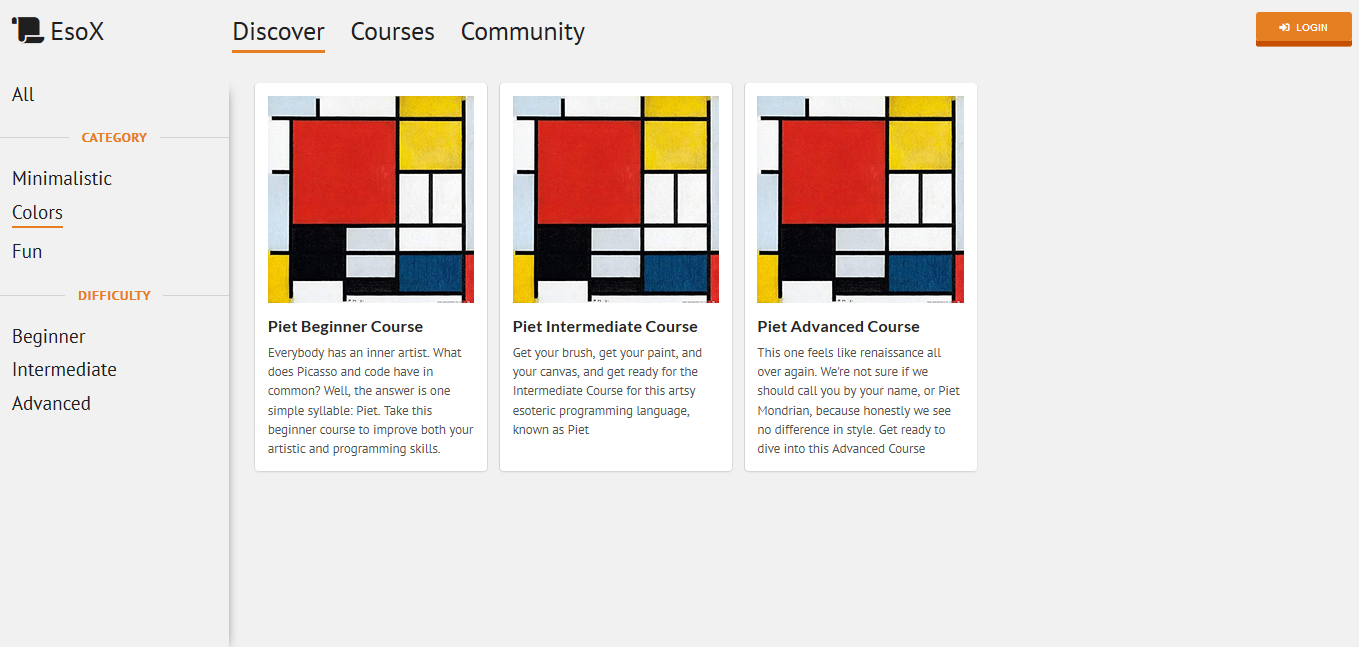 EsoX
Discover Courses Community
LOGIN
All
CATEGORY
Minimalistic
Colors
Fun
DIFFICULTY
Beginner
Intermediate
Advanced
Piet Beginner Course
Everybody has an inner artist. What
does Picasso and code have in
common? Well, the answer is one
simple syllable: Piet. Take this
beginner course to improve both your
artistic and programming skills.
Piet Intermediate Course
Get your brush, get your paint, and
your canvas, and get ready for the
Intermediate Course for this artsy
esoteric programming language,
known as Piet
Piet Advanced Course
This one feels like renaissance all
over again. We're not sure if we
should call you by your name, or Piet
Mondrian, because honestly we see
no difference in style. Get ready to
dive into this Advanced Course